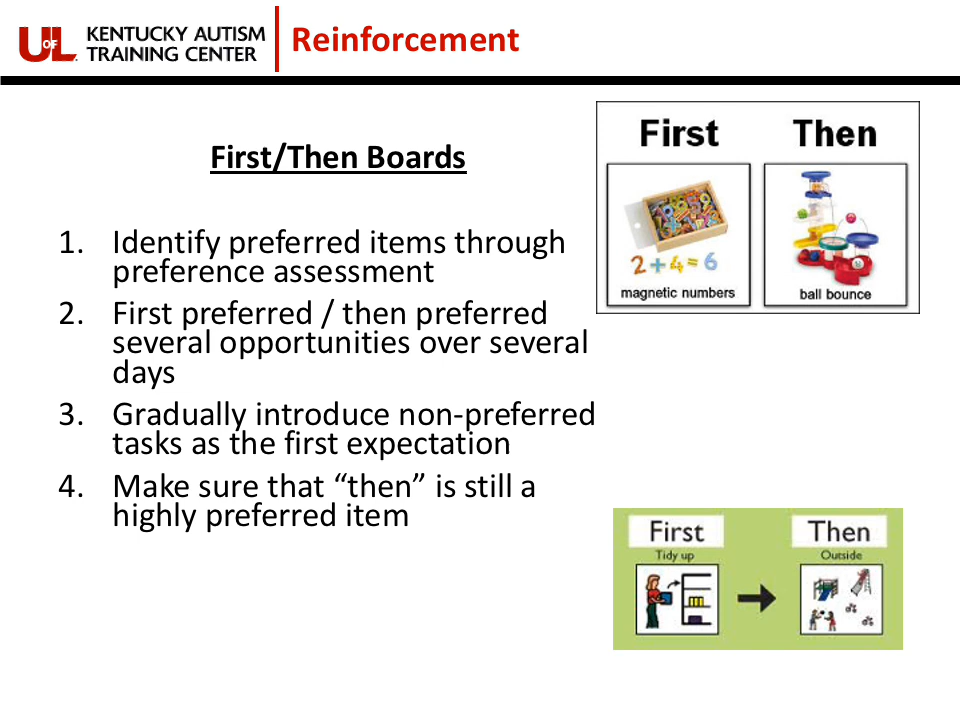 UofL
KENTUCKY AUTISM
TRAINING CENTER
Reinforcement
First/Then Boards
1. Identify preferred items through
preference assessment
2. First preferred / then preferred
several opportunities over several
days
3. Gradually introduce non-preferred
tasks as the first expectation
4. Make sure that “then” is still a
highly preferred item
First Then
2 + 4 = 6
magnetic numbers ball bounce
First Then
Tidy up Outside